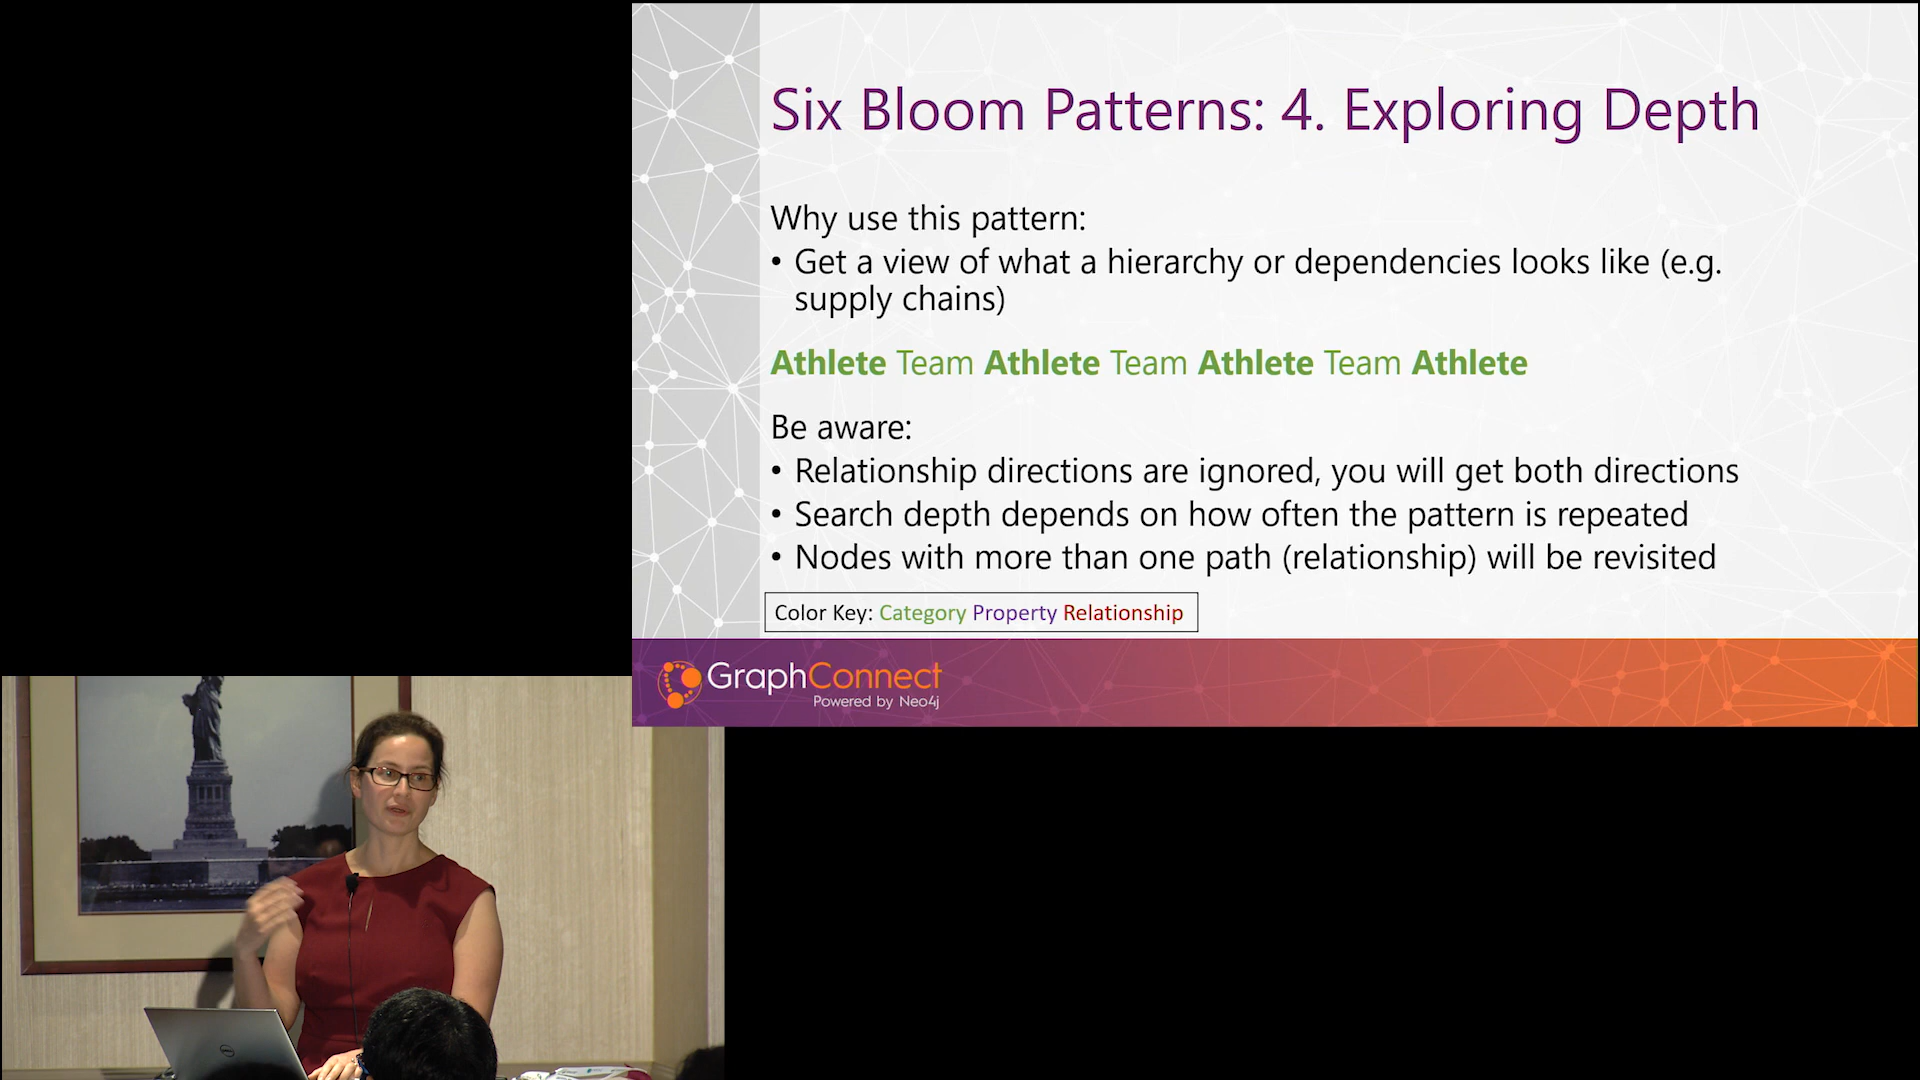 Six Bloom Patterns: 4. Exploring Depth
Why use this pattern:
• Get a view of what a hierarchy or dependencies looks like (e.g.
supply chains)
Athlete Team Athlete Team Athlete Team Athlete
Be aware:
• Relationship directions are ignored, you will get both directions
• Search depth depends on how often the pattern is repeated
• Nodes with more than one path (relationship) will be revisited
Color Key: Category Property Relationship
GraphConnect
Powered by Neo4j
DELL